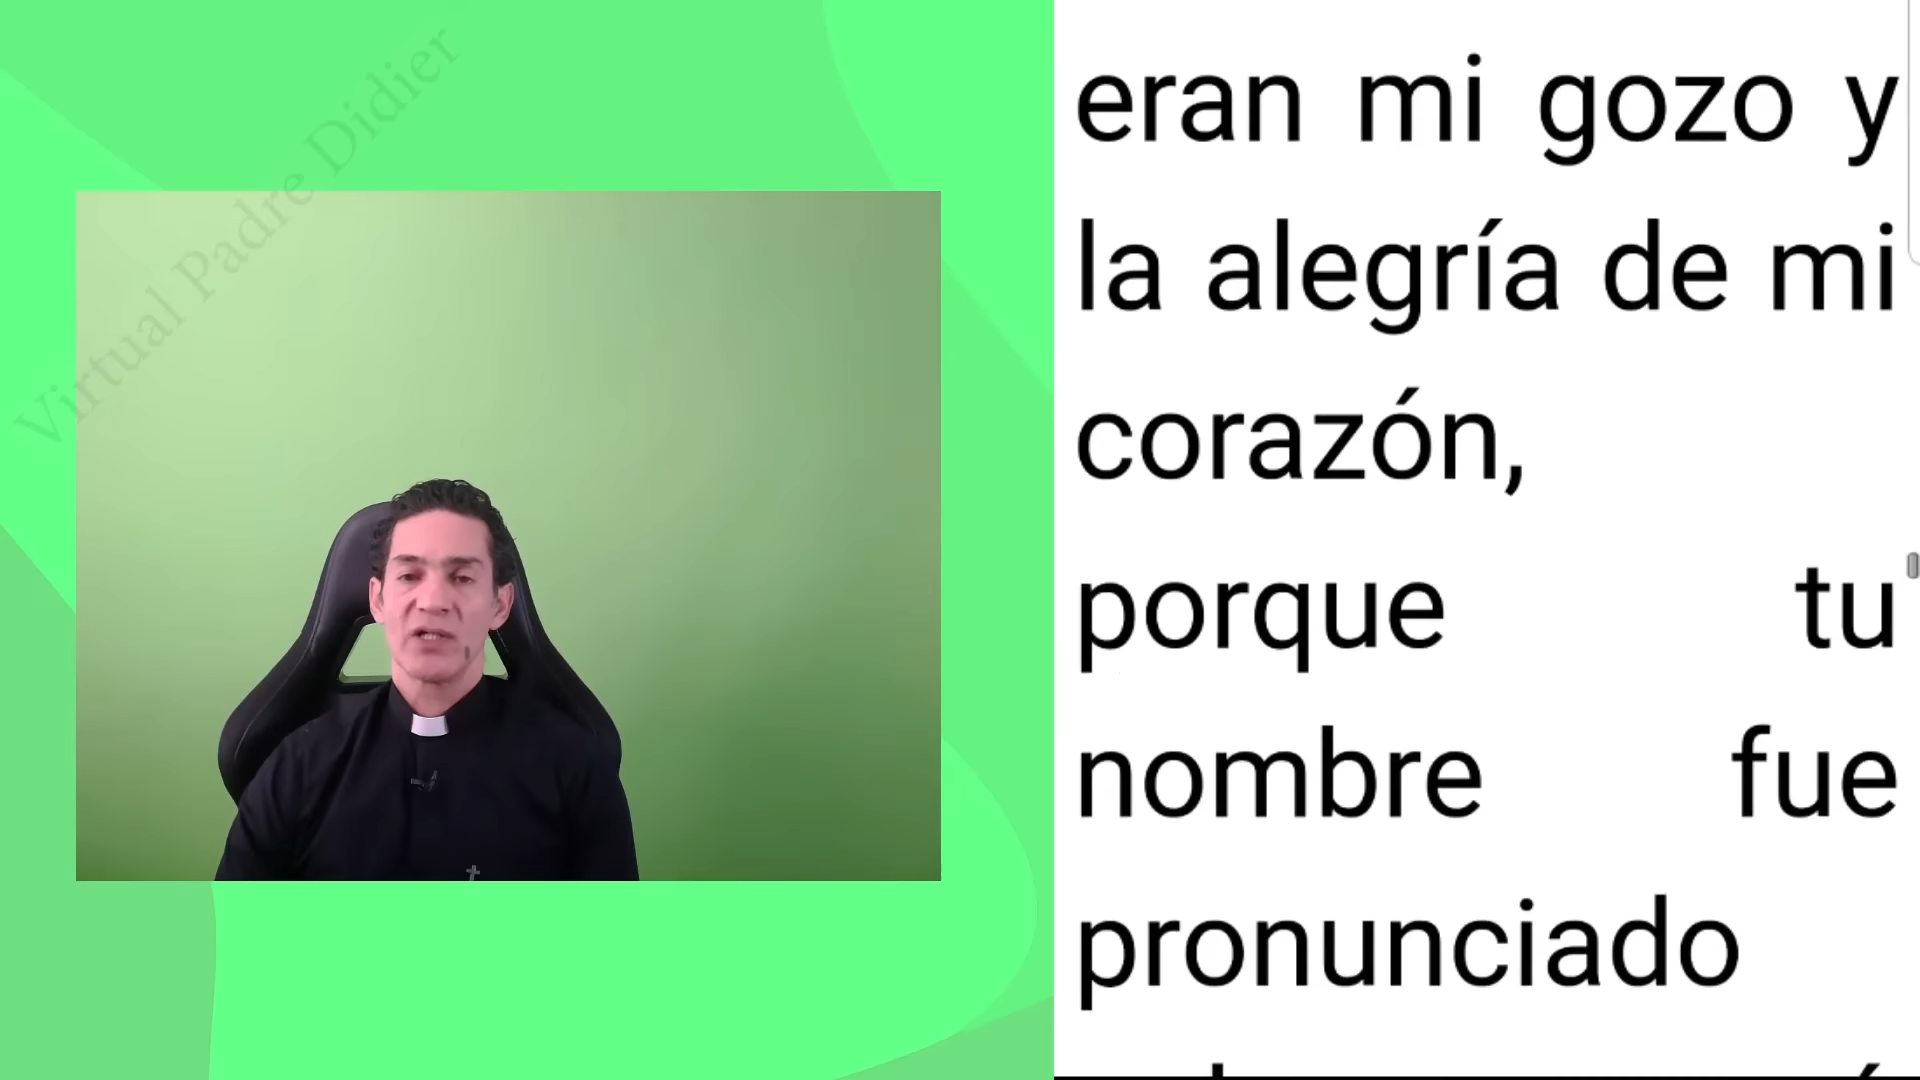 Virtual Padre Didier
eran mi gozo y
la alegría de mi
corazón,
porque tu
nombre fue
pronunciado